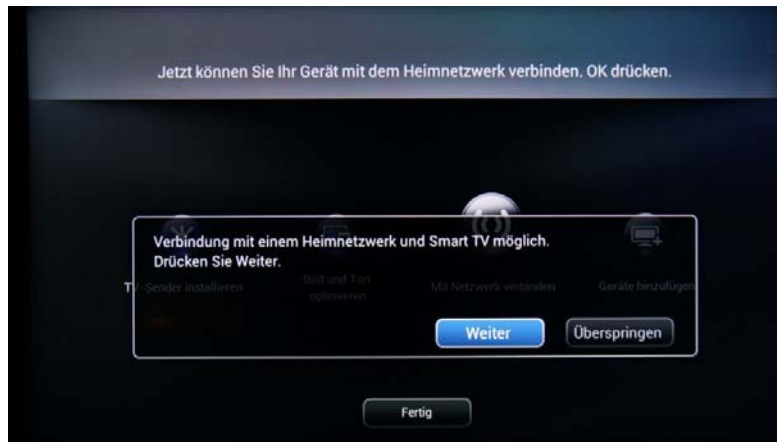 Jetzt können Sie Ihr Gerät mit dem Heimnetzwerk verbinden. OK drücken.
Verbindung mit einem Heimnetzwerk und Smart TV möglich.
Drücken Sie Weiter.
TV-Sender installieren
Bild und Ton
optimieren
Mit Netzwerk verbinden
Geräte hinzufügen
Weiter
Überspringen
Fertig